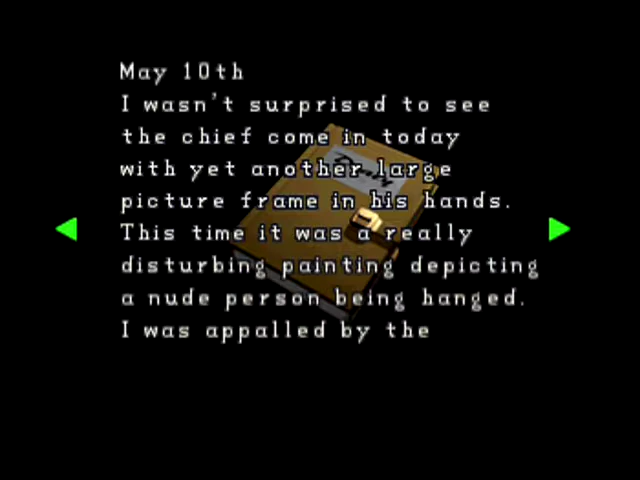 May 10th
I wasn't surprised to see
the chief come in today
with yet another large
picture frame in his hands.
This time it was a really
disturbing painting depicting
a nude person being hanged.
I was appalled by the